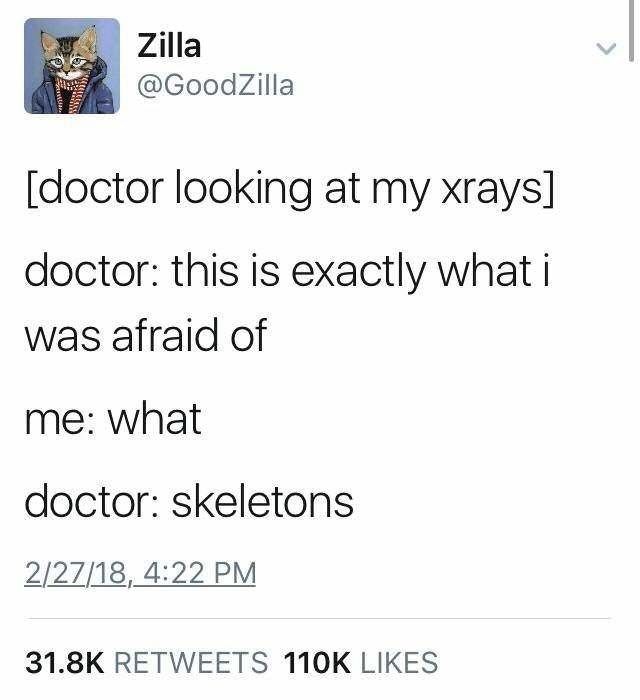 Zilla
@GoodZilla
[doctor looking at my xrays]
doctor: this is exactly what i
was afraid of
me: what
doctor: skeletons
2/27/18, 4:22 PM
31.8K RETWEETS 110K LIKES